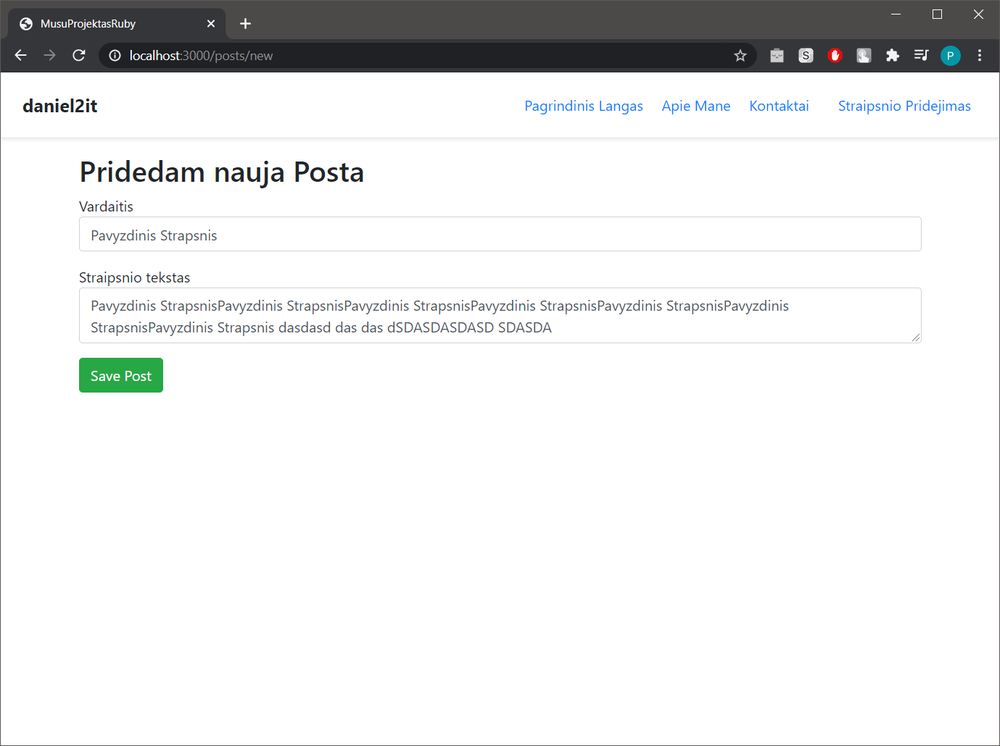 MusuProjektasRuby
localhost:3000/posts/new
S
P
daniel2it
Pagrindinis Langas Apie Mane Kontaktai Straipsnio Pridejimas
Pridedam nauja Posta
Vardaitis
Pavyzdinis Strapsnis
Straipsnio tekstas
Pavyzdinis StrapsnisPavyzdinis StrapsnisPavyzdinis StrapsnisPavyzdinis StrapsnisPavyzdinis StrapsnisPavyzdinis
StrapsnisPavyzdinis Strapsnis dasdasd das das dSDASDASDASD SDASDA
Save Post